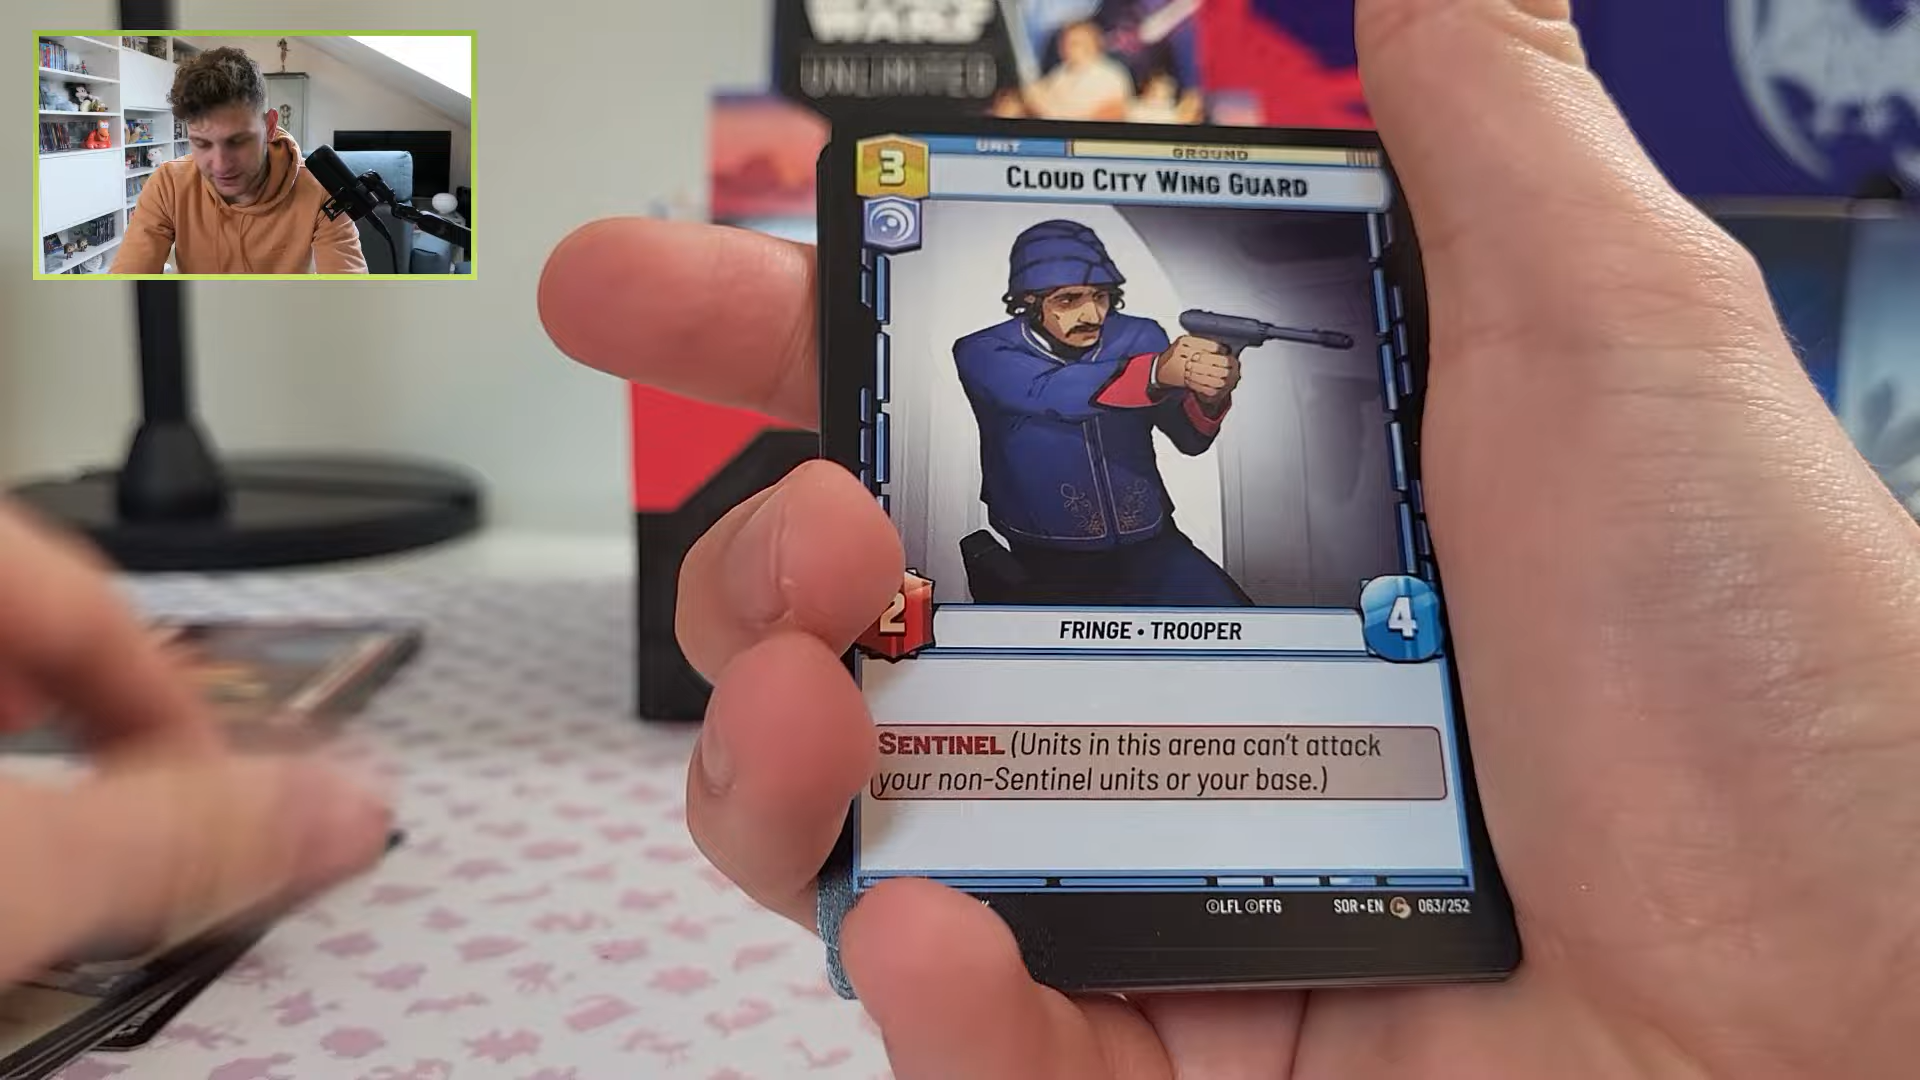 WARS
UNLIMITED
3
UNIT
GROUND
CLOUD CITY WING GUARD
2
FRINGE • TROOPER
4
SENTINEL (Units in this arena can't attack
your non-Sentinel units or your base.)
©LFL ©FFG
SOR•EN C 063/252